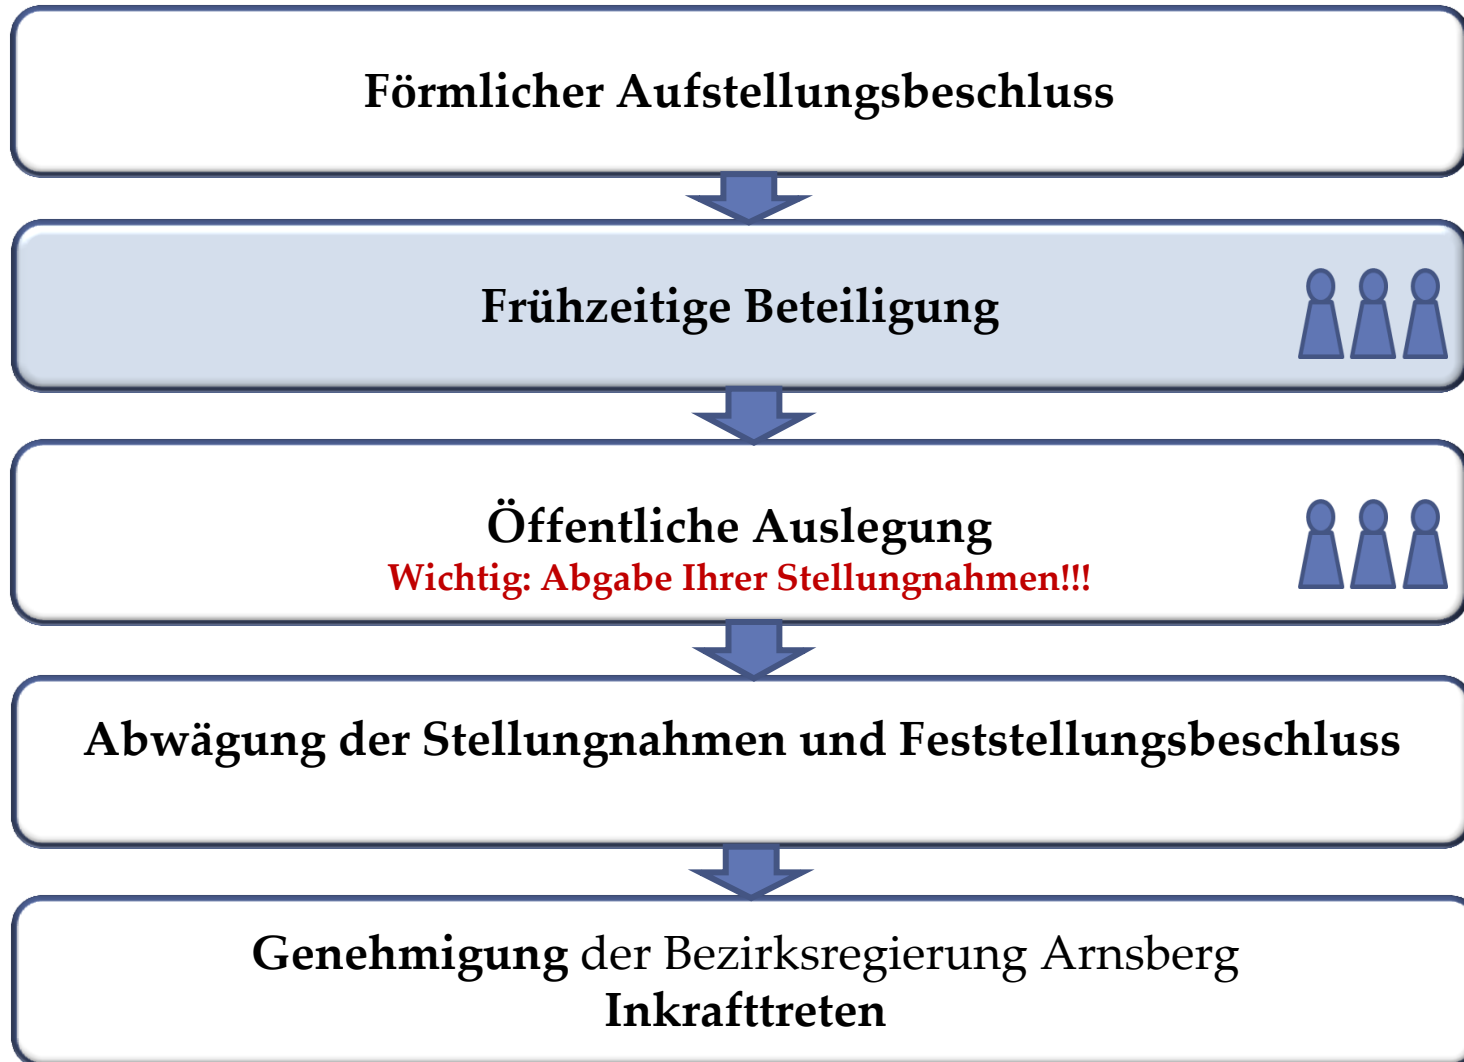 Förmlicher Aufstellungsbeschluss
Frühzeitige Beteiligung
Öffentliche Auslegung
Wichtig: Abgabe Ihrer Stellungnahmen!!!
Abwägung der Stellungnahmen und Feststellungsbeschluss
Genehmigung der Bezirksregierung Arnsberg
Inkrafttreten